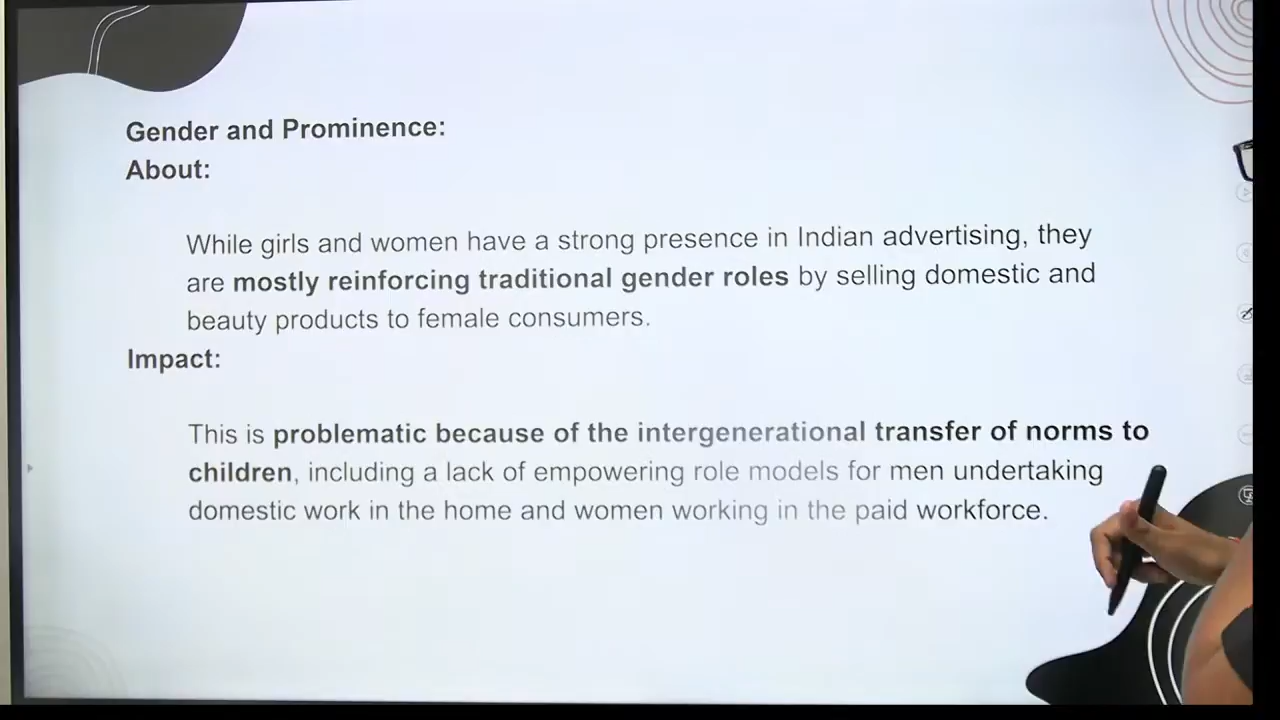 Gender and Prominence:
About:
While girls and women have a strong presence in Indian advertising, they
are mostly reinforcing traditional gender roles by selling domestic and
beauty products to female consumers.
Impact:
This is problematic because of the intergenerational transfer of norms to
children, including a lack of empowering role models for men undertaking
domestic work in the home and women working in the paid workforce.